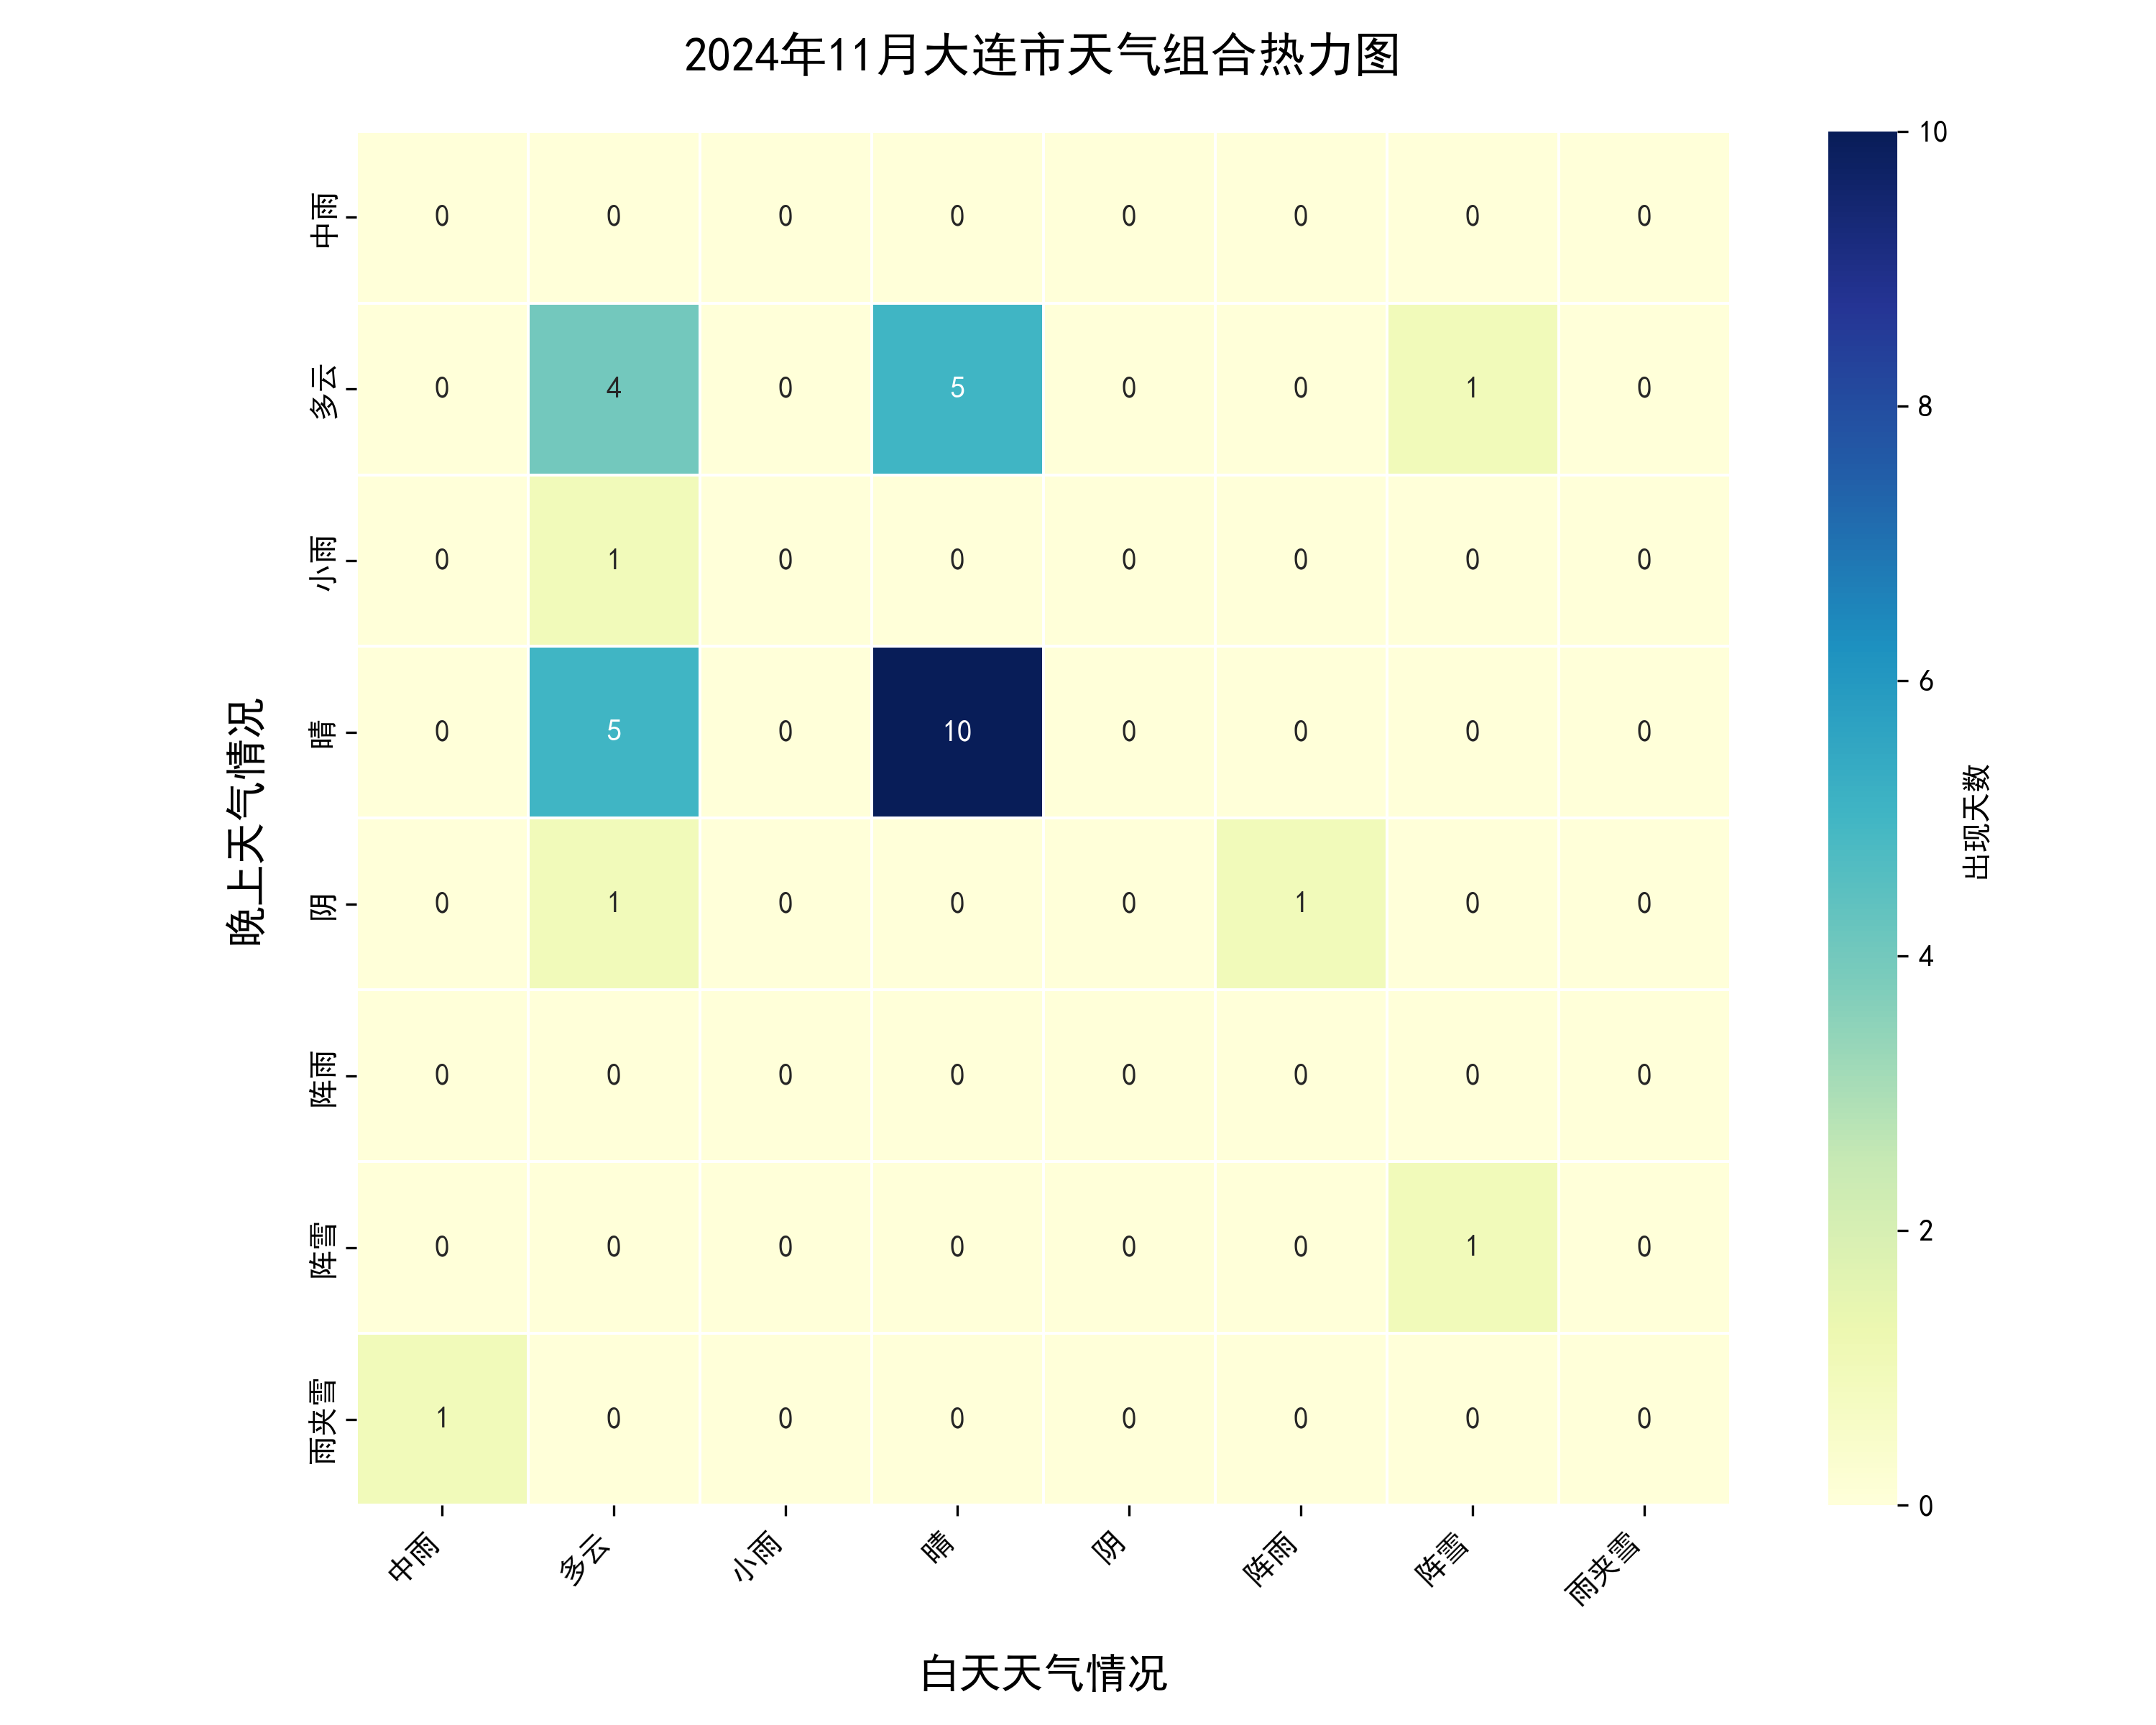 2024年11月大连市天气组合热力图
晚上天气情况
中雨 0 0 0 0 0 0 0 0
多云 0 4 0 5 0 0 1 0
小雨 0 1 0 0 0 0 0 0
晴 0 5 0 10 0 0 0 0
阴 0 1 0 0 0 1 0 0
阵雨 0 0 0 0 0 0 0 0
阵雪 0 0 0 0 0 0 1 0
雨夹雪 1 0 0 0 0 0 0 0
中雨 多云 小雨 晴 阴 阵雨 阵雪 雨夹雪
白天天气情况
10
8
6
4
2
0
出现天数